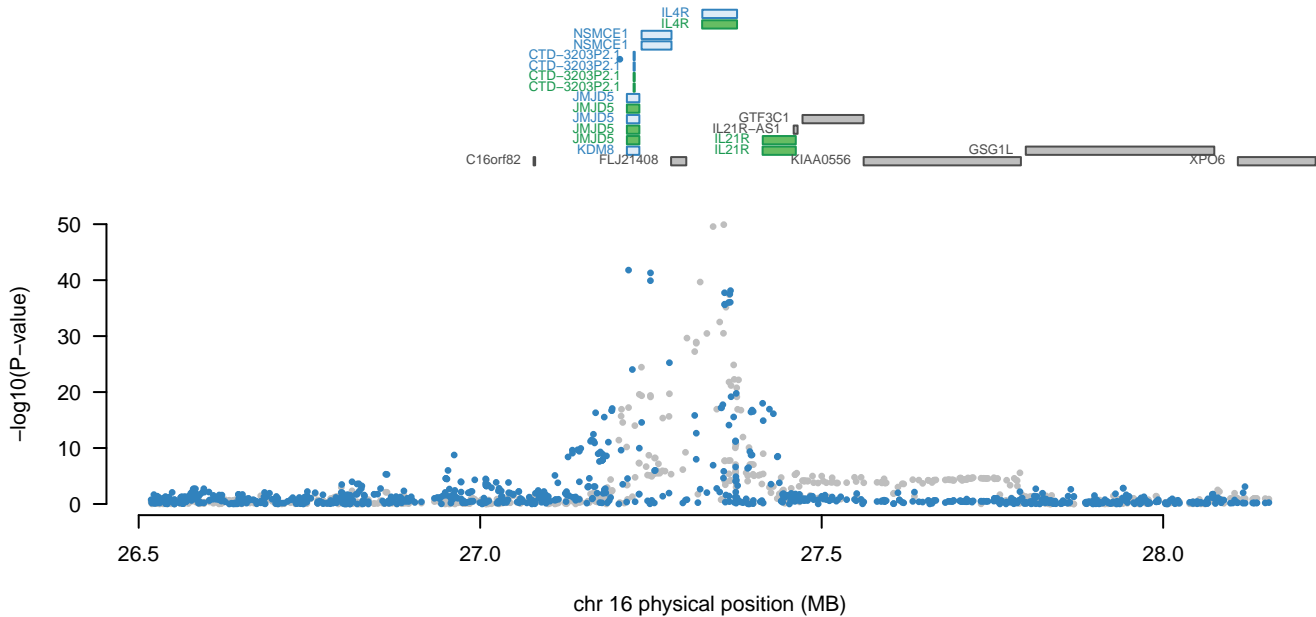 IL4R
IL4R
NSMCE1
NSMCE1
CTD−3203P2.1
CTD−3203P2.1
CTD−3203P2.1
CTD−3203P2.1
JMJD5
JMJD5
JMJD5 GTF3C1
JMJD5 IL21R−AS1
JMJD5 IL21R
KDM8 IL21R GSG1L
C16orf82 FLJ21408 KIAA0556 XPO6
50
40
30
20
10
0
−log10(P−value)
26.5 27.0 27.5 28.0
chr 16 physical position (MB)